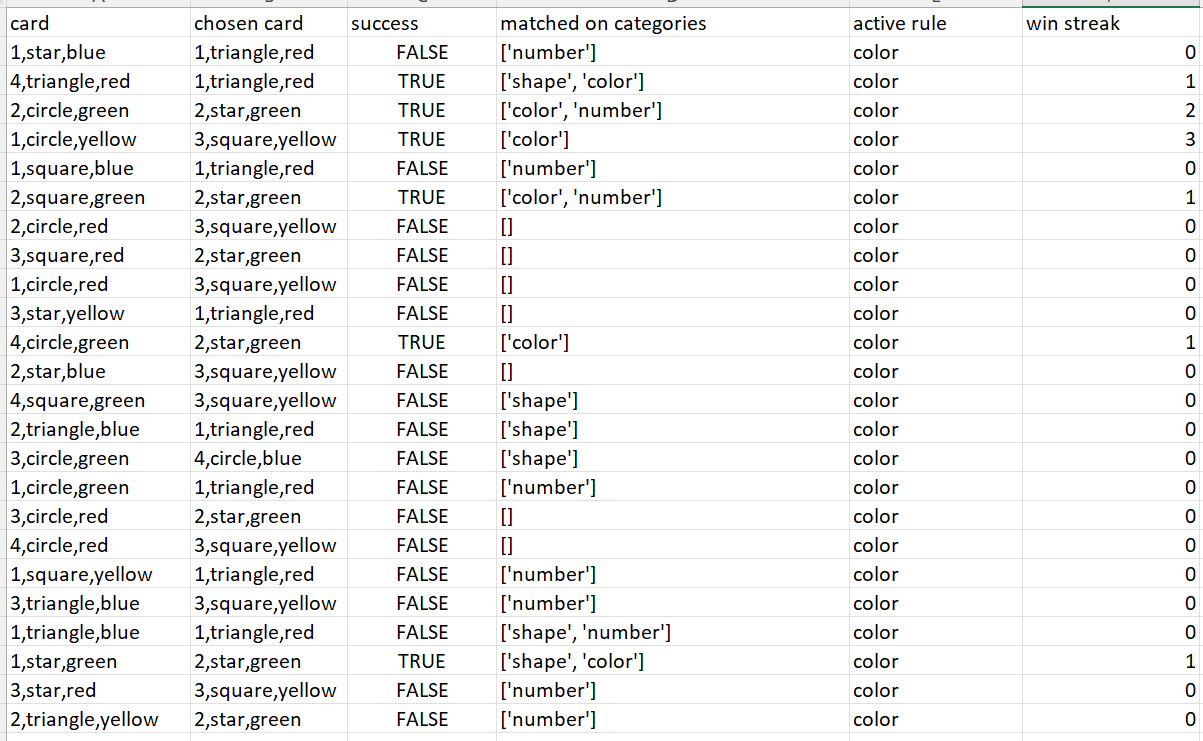 card chosen card success matched on categories active rule win streak
1,star,blue 1,triangle,red FALSE ['number'] color 0
4,triangle,red 1,triangle,red TRUE ['shape', 'color'] color 1
2,circle,green 2,star,green TRUE ['color', 'number'] color 2
1,circle,yellow 3,square,yellow TRUE ['color'] color 3
1,square,blue 1,triangle,red FALSE ['number'] color 0
2,square,green 2,star,green TRUE ['color', 'number'] color 1
2,circle,red 3,square,yellow FALSE [] color 0
3,square,red 2,star,green FALSE [] color 0
1,circle,red 3,square,yellow FALSE [] color 0
3,star,yellow 1,triangle,red FALSE [] color 0
4,circle,green 2,star,green TRUE ['color'] color 1
2,star,blue 3,square,yellow FALSE [] color 0
4,square,green 3,square,yellow FALSE ['shape'] color 0
2,triangle,blue 1,triangle,red FALSE ['shape'] color 0
3,circle,green 4,circle,blue FALSE ['shape'] color 0
1,circle,green 1,triangle,red FALSE ['number'] color 0
3,circle,red 2,star,green FALSE [] color 0
4,circle,red 3,square,yellow FALSE [] color 0
1,square,yellow 1,triangle,red FALSE ['number'] color 0
3,triangle,blue 3,square,yellow FALSE ['number'] color 0
1,triangle,blue 1,triangle,red FALSE ['shape', 'number'] color 0
1,star,green 2,star,green TRUE ['shape', 'color'] color 1
3,star,red 3,square,yellow FALSE ['number'] color 0
2,triangle,yellow 2,star,green FALSE ['number'] color 0